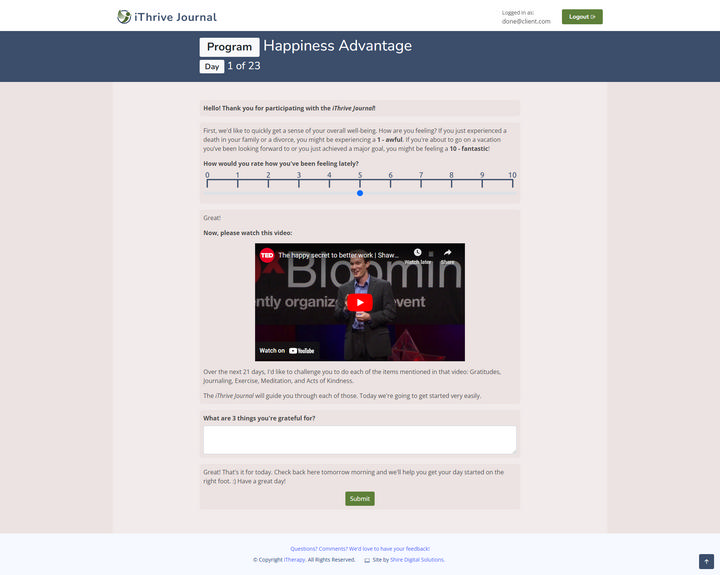 iThrive Journal
Logged in as:
done@client.com
Logout
Program Happiness Advantage
Day 1 of 23
Hello! Thank you for participating with the iThrive Journal!
First, we'd like to quickly get a sense of your overall well-being. How are you feeling? If you just experienced a
death in your family or a divorce, you might be experiencing a 1 - awful. If you're about to go on a vacation
you've been looking forward to or you just achieved a major goal, you might be feeling a 10 - fantastic!
How would you rate how you've been feeling lately?
0 1 2 3 4 5 6 7 8 9 10
Great!
Now, please watch this video:
TED The happy secret to better work | Shaw...
Watch later Share
Bloomin
ently organiz event
Watch on YouTube
Over the next 21 days, I'd like to challenge you to do each of the items mentioned in that video: Gratitudes,
Journaling, Exercise, Meditation, and Acts of Kindness.
The iThrive Journal will guide you through each of those. Today we're going to get started very easily.
What are 3 things you're grateful for?
Great! That's it for today. Check back here tomorrow morning and we'll help you get your day started on the
right foot. :) Have a great day!
Submit
Questions? Comments? We'd love to have your feedback!
© Copyright iTherapy. All Rights Reserved. Site by Shire Digital Solutions.